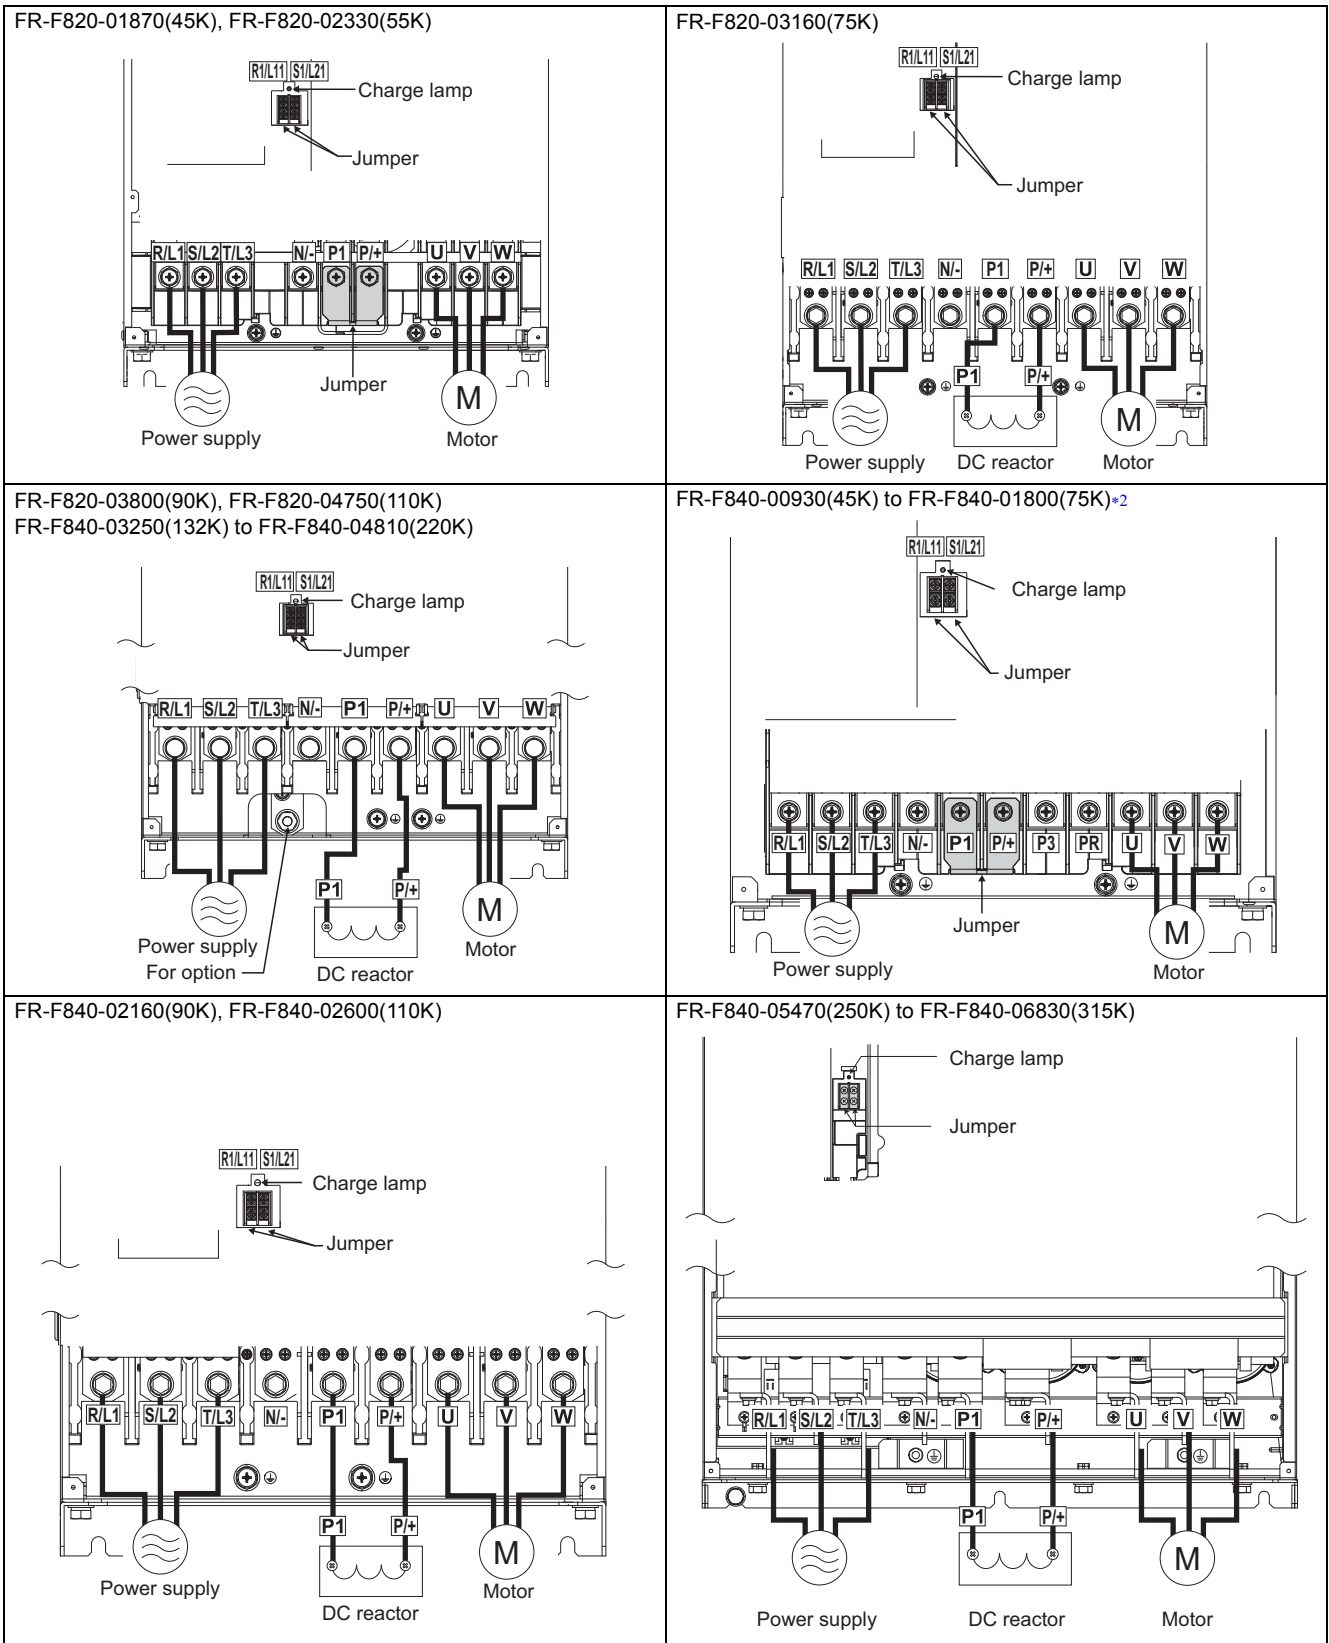 FR-F820-01870(45K), FR-F820-02330(55K)
R1/L11 S1/L21
Charge lamp
Jumper
R/L1 S/L2 T/L3 N/- P1 P/+ U V W
Jumper
M
Power supply
Motor
FR-F820-03160(75K)
R1/L11 S1/L21
Charge lamp
Jumper
R/L1 S/L2 T/L3 N/- P1 P/+ U V W
P1 P/+
M
Power supply DC reactor Motor
FR-F820-03800(90K), FR-F820-04750(110K)
FR-F840-03250(132K) to FR-F840-04810(220K)
R1/L11 S1/L21
Charge lamp
Jumper
R/L1 S/L2 T/L3 N/- P1 P/+ U V W
P1 P/+
M
Power supply
Motor
For option
DC reactor
FR-F840-00930(45K) to FR-F840-01800(75K)*2
R1/L11 S1/L21
Charge lamp
Jumper
R/L1 S/L2 T/L3 N/- P1 P/+ P3 PR U V W
Jumper
M
Power supply
Motor
FR-F840-02160(90K), FR-F840-02600(110K)
R1/L11 S1/L21
Charge lamp
Jumper
R/L1 S/L2 T/L3 N/- P1 P/+ U V W
P1 P/+
M
Power supply
Motor
DC reactor
FR-F840-05470(250K) to FR-F840-06830(315K)
Charge lamp
Jumper
R/L1 S/L2 T/L3 N/- P1 P/+ U V W
P1 P/+
M
Power supply DC reactor Motor